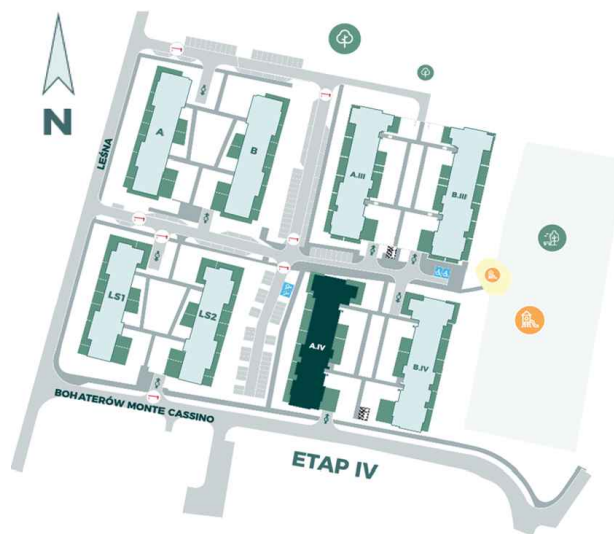 N
LEŚNA
A
B
A.III
B.III
LS1
LS2
A.IV
B.IV
BOHATERÓW MONTE CASSINO
ETAP IV